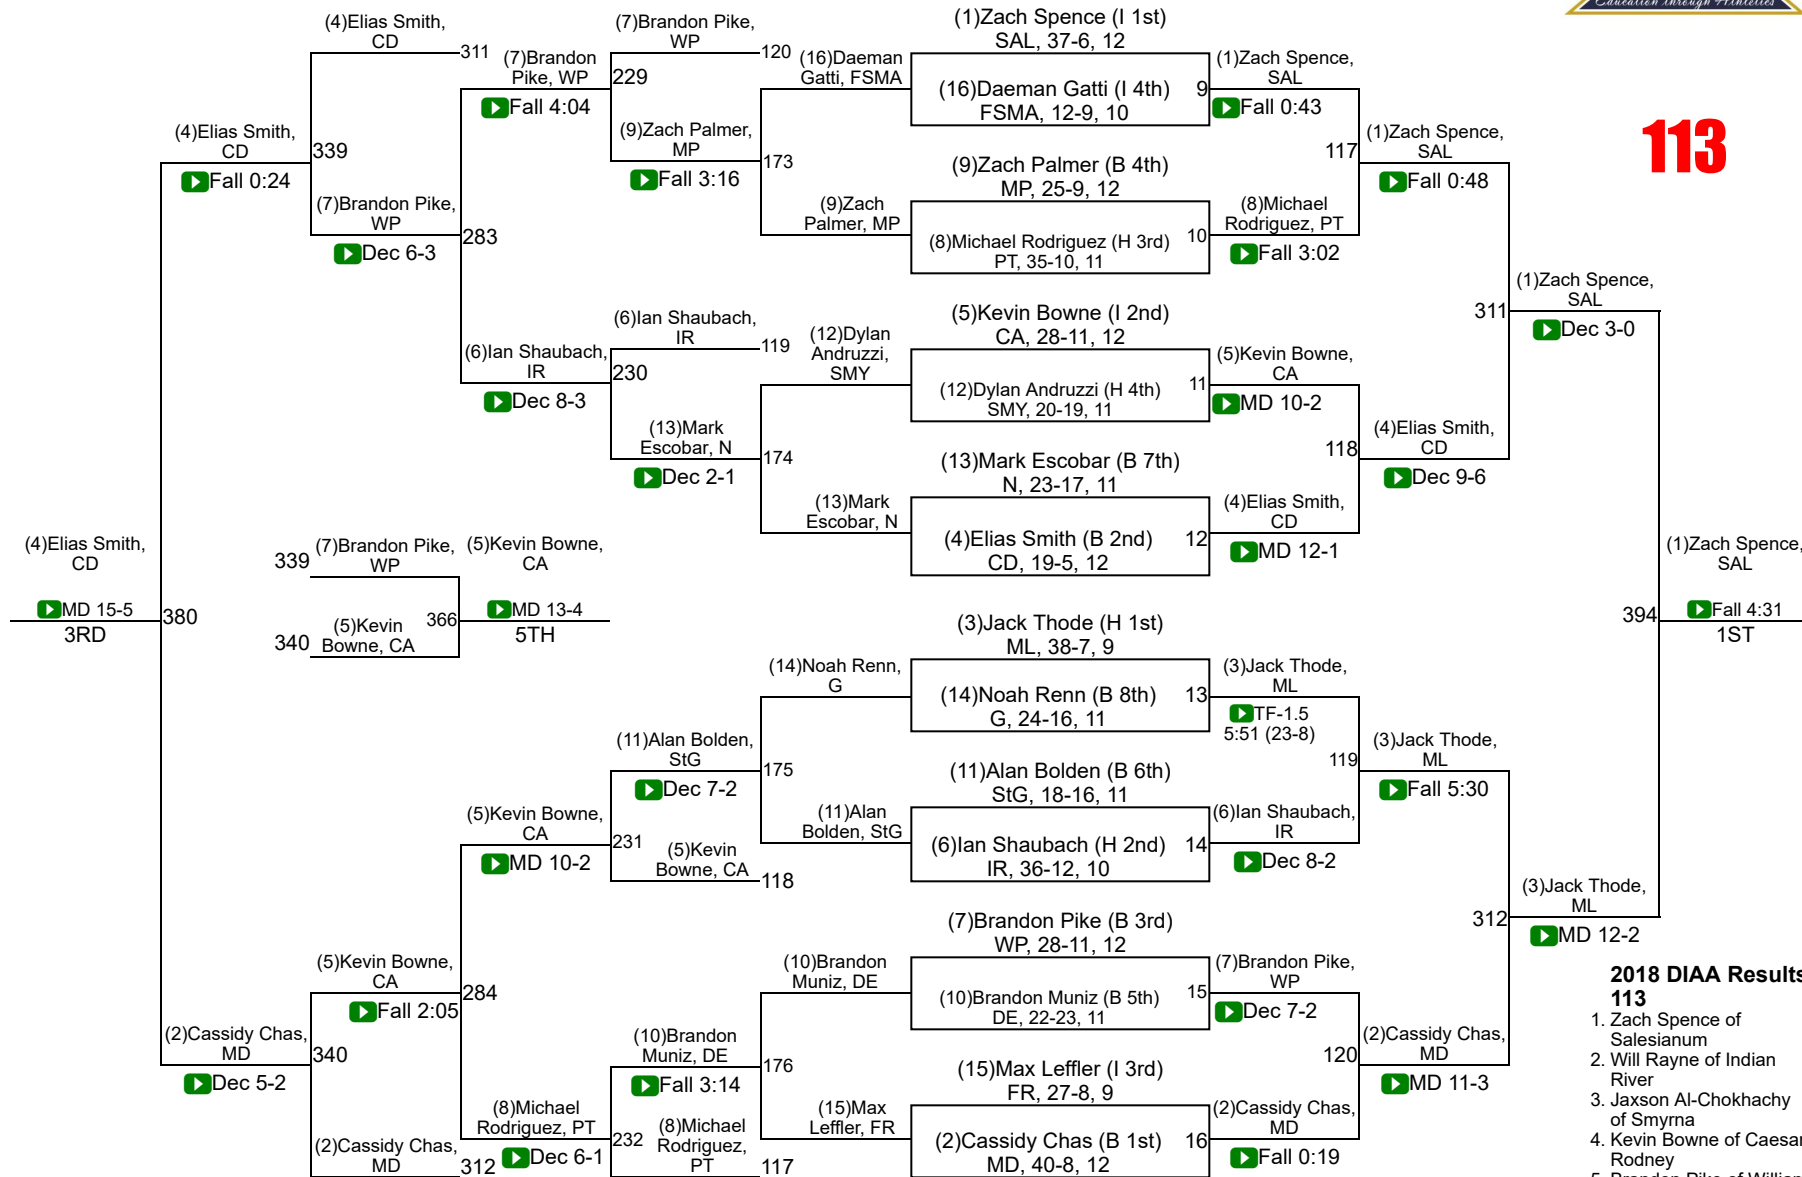 Education through Athletics
113
(4)Elias Smith,
CD
311
(7)Brandon Pike,
WP
120
(7)Brandon
Pike, WP
229
Fall 4:04
(9)Zach Palmer,
MP
173
Fall 3:16
(16)Daeman
Gatti, FSMA
(9)Zach
Palmer, MP
(4)Elias Smith,
CD
339
Fall 0:24
(7)Brandon Pike,
WP
283
Dec 6-3
(6)Ian Shaubach,
IR
119
(6)Ian Shaubach,
IR
230
Dec 8-3
(12)Dylan
Andruzzi,
SMY
(13)Mark
Escobar, N
174
Dec 2-1
(13)Mark
Escobar, N
(1)Zach Spence (I 1st)
SAL, 37-6, 12
(16)Daeman Gatti (I 4th)
FSMA, 12-9, 10
9
(1)Zach Spence,
SAL
Fall 0:43
(9)Zach Palmer (B 4th)
MP, 25-9, 12
(8)Michael Rodriguez (H 3rd)
PT, 35-10, 11
10
(8)Michael
Rodriguez, PT
Fall 3:02
117
(1)Zach Spence,
SAL
Fall 0:48
(5)Kevin Bowne (I 2nd)
CA, 28-11, 12
(12)Dylan Andruzzi (H 4th)
SMY, 20-19, 11
11
(5)Kevin Bowne,
CA
MD 10-2
(13)Mark Escobar (B 7th)
N, 23-17, 11
(4)Elias Smith (B 2nd)
CD, 19-5, 12
12
(4)Elias Smith,
CD
MD 12-1
118
(4)Elias Smith,
CD
Dec 9-6
311
(1)Zach Spence,
SAL
Dec 3-0
(4)Elias Smith,
CD
MD 15-5
3RD
380
339
(7)Brandon Pike,
WP
340
(5)Kevin
Bowne, CA
366
(5)Kevin Bowne,
CA
MD 13-4
5TH
394
(1)Zach Spence,
SAL
Fall 4:31
1ST
(3)Jack Thode (H 1st)
ML, 38-7, 9
(14)Noah Renn (B 8th)
G, 24-16, 11
13
(3)Jack Thode,
ML
TF-1.5
5:51 (23-8)
(11)Alan Bolden (B 6th)
StG, 18-16, 11
(6)Ian Shaubach (H 2nd)
IR, 36-12, 10
14
(6)Ian Shaubach,
IR
Dec 8-2
119
(3)Jack Thode,
ML
Fall 5:30
(7)Brandon Pike (B 3rd)
WP, 28-11, 12
(10)Brandon Muniz (B 5th)
DE, 22-23, 11
15
(7)Brandon Pike,
WP
Dec 7-2
(15)Max Leffler (I 3rd)
FR, 27-8, 9
(2)Cassidy Chas (B 1st)
MD, 40-8, 12
16
(2)Cassidy Chas,
MD
Fall 0:19
120
(2)Cassidy Chas,
MD
MD 11-3
312
(3)Jack Thode,
ML
MD 12-2
(14)Noah Renn,
G
(11)Alan Bolden,
StG
175
Dec 7-2
(11)Alan
Bolden, StG
(5)Kevin Bowne,
CA
231
MD 10-2
(5)Kevin
Bowne, CA
118
(5)Kevin Bowne,
CA
284
Fall 2:05
(10)Brandon
Muniz, DE
(10)Brandon
Muniz, DE
176
Fall 3:14
(15)Max
Leffler, FR
(2)Cassidy Chas,
MD
340
Dec 5-2
(8)Michael
Rodriguez, PT
232
Dec 6-1
(8)Michael
Rodriguez,
PT
117
(2)Cassidy Chas,
MD
312
2018 DIAA Results
113
1. Zach Spence of
Salesianum
2. Will Rayne of Indian
River
3. Jaxson Al-Chokhachy
of Smyrna
4. Kevin Bowne of Caesar
Rodney